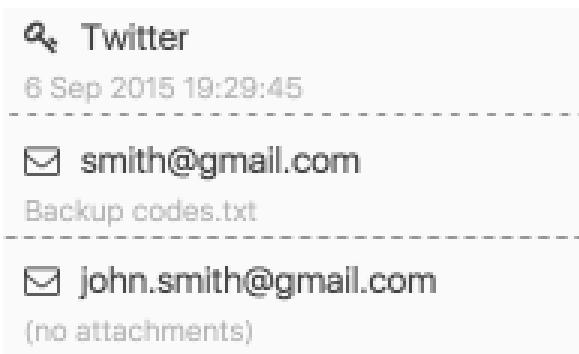 Twitter
6 Sep 2015 19:29:45
smith@gmail.com
Backup codes.txt
john.smith@gmail.com
(no attachments)